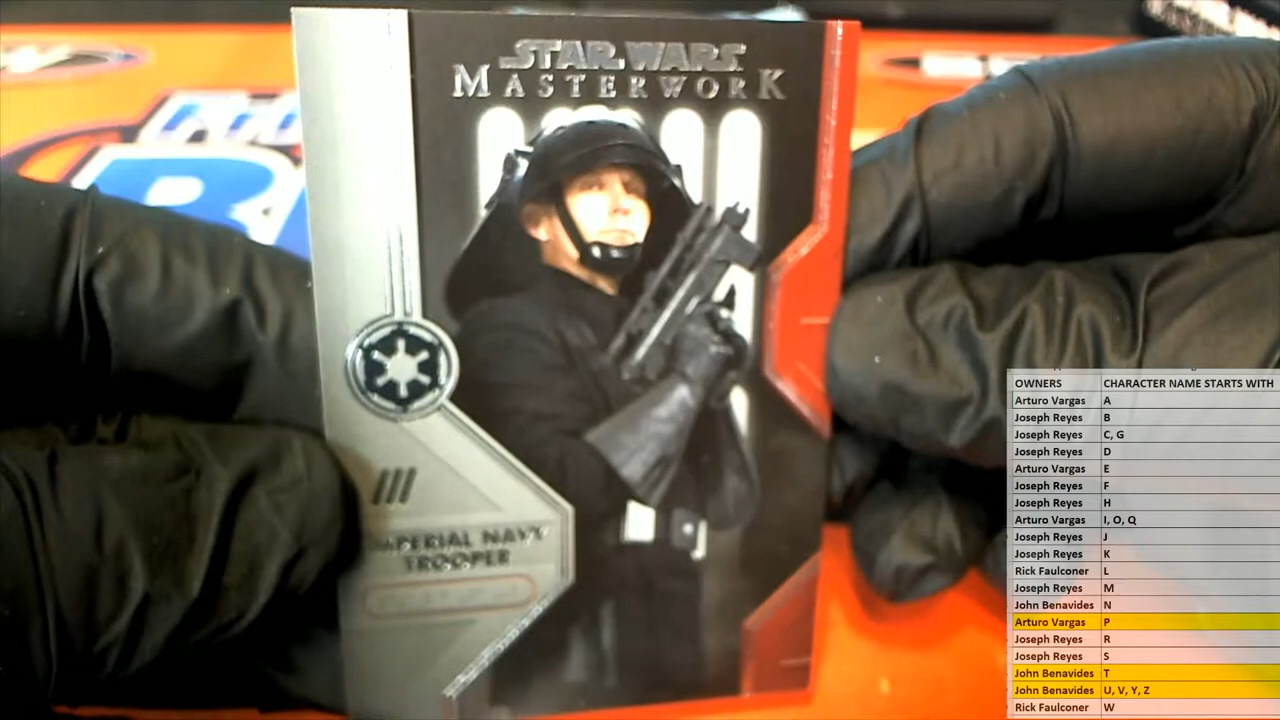 STAR WARS
MASTERWORK
IMPERIAL NAVY
TROOPER
OWNERS CHARACTER NAME STARTS WITH
Arturo Vargas A
Joseph Reyes B
Joseph Reyes C, G
Joseph Reyes D
Arturo Vargas E
Joseph Reyes F
Joseph Reyes H
Arturo Vargas I, O, Q
Joseph Reyes J
Joseph Reyes K
Rick Faulconer L
Joseph Reyes M
John Benavides N
Arturo Vargas P
Joseph Reyes R
Joseph Reyes S
John Benavides T
John Benavides U, V, Y, Z
Rick Faulconer W